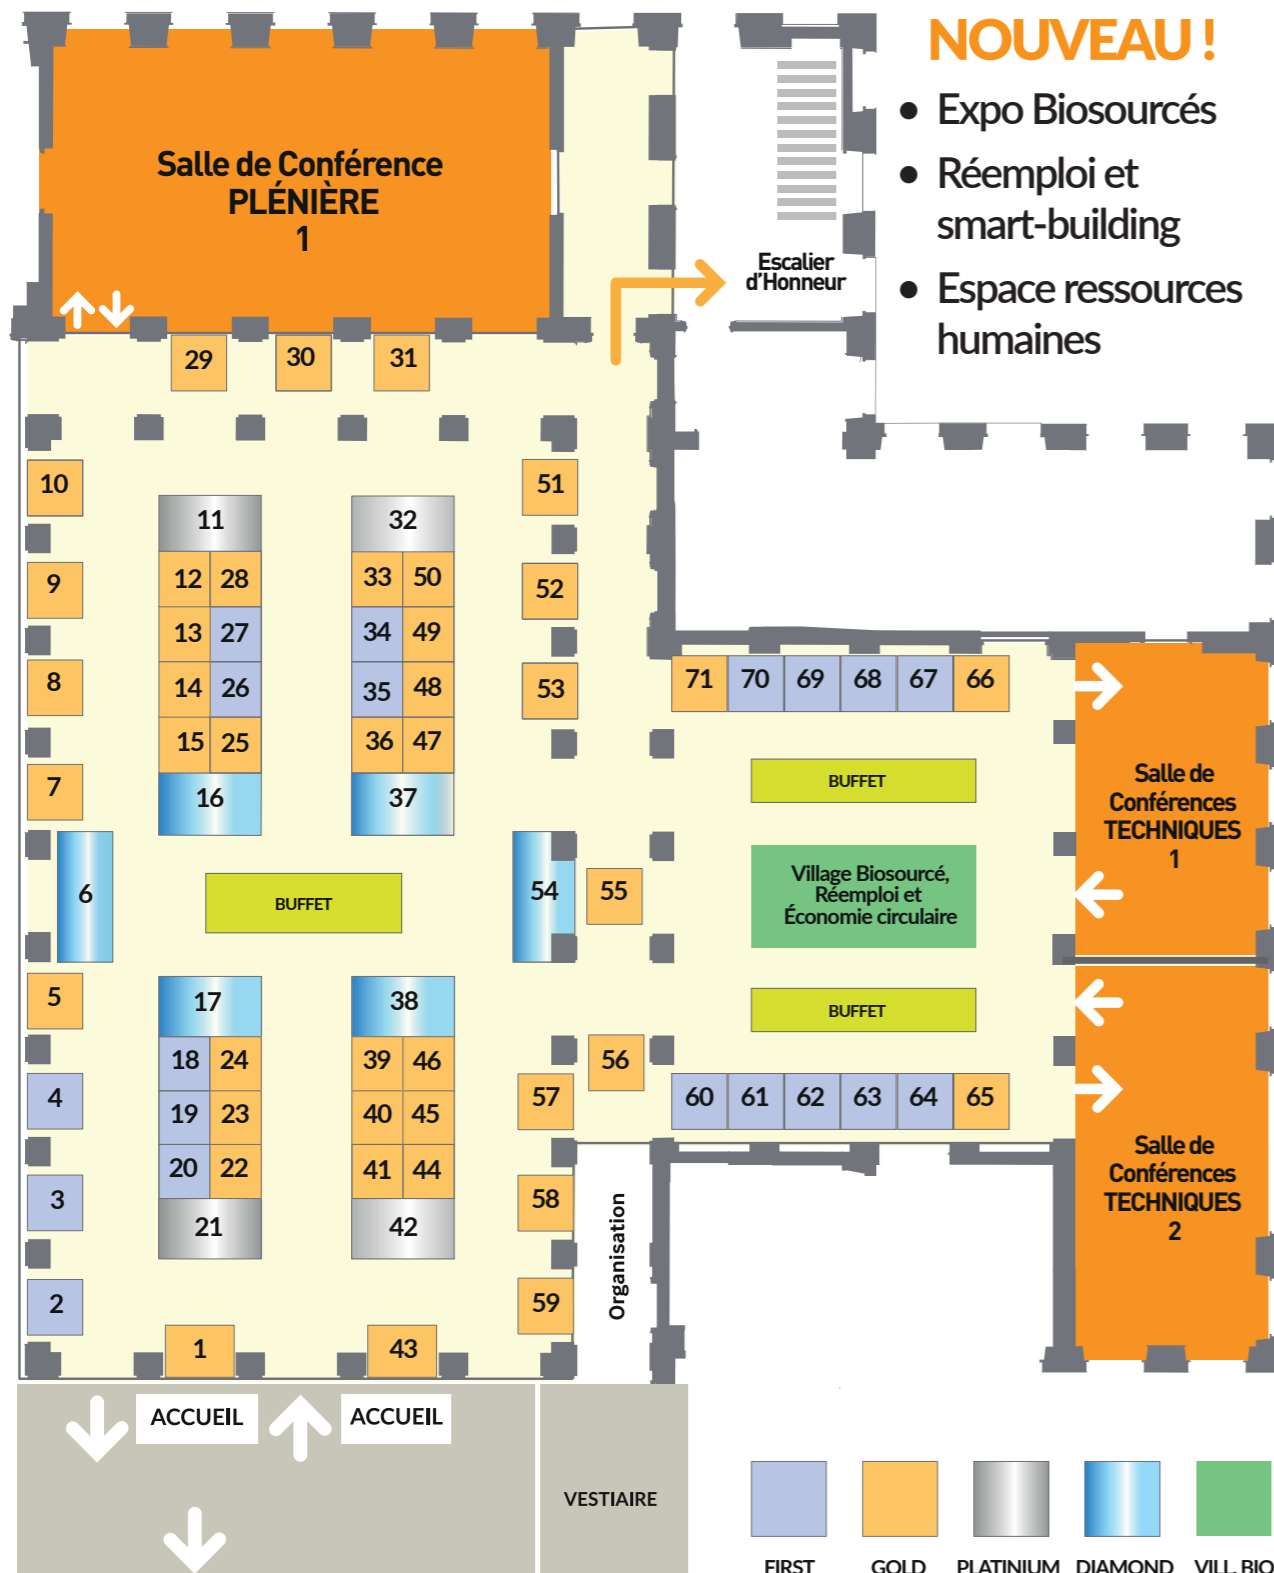 NOUVEAU !
• Expo Biosourcés
• Réemploi et
smart-building
• Espace ressources
humaines
Salle de Conférence
PLÉNIÈRE
1
Escalier
d'Honneur
29 30 31
10
51
11
32
12 28
33 50
9
52
13 27
34 49
8
53
14 26
35 48
71 70 69 68 67 66
15 25
36 47
7
16
37
BUFFET
Salle de
Conférences
TECHNIQUES
1
6
BUFFET
54
55
Village Biosourcé,
Réemploi et
Économie circulaire
5
17
38
BUFFET
18 24
39 46
56
4
19 23
40 45
57
60 61 62 63 64 65
20 22
41 44
3
58
21
42
Organisation
Salle de
Conférences
TECHNIQUES
2
2
59
1
43
ACCUEIL
ACCUEIL
VESTIAIRE
FIRST GOLD PLATINIUM DIAMOND VILL. BIO